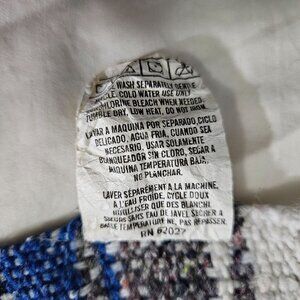 WASH SEPARATELY GENTLE
CYCLE. COLD WATER USE ONLY
CHLORINE BLEACH WHEN NEEDED.
TUMBLE DRY, LOW HEAT, DO NOT IRON.
LAVAR A MAQUINA POR SEPARADO, CICLO
DELICADO, AGUA FRIA, CUANDO SEA
NECESARIO, USAR SOLAMENTE
BLANQUEADOR SIN CLORO, SEGAR A
MAQUINA TEMPERATURA BAJA,
NO PLANCHAR.
LAVER SÉPARÉMENT A LA MACHINE,
A L'EAU FROIDE, CYCLE DOUX
N'UTILISER QUE DES BLANCHI
SANS EAU DE JAVEL SÉCHER A
BASSE TEMPERATURE NE, PAS REPASSER.
RN 62027